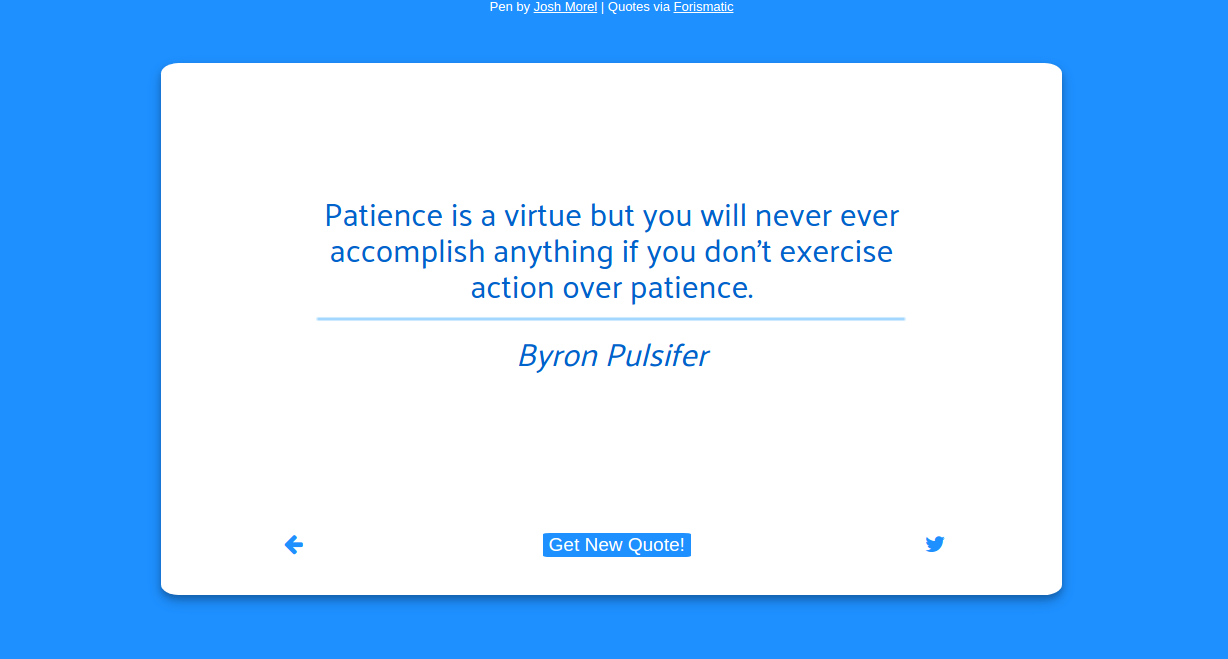 Pen by Josh Morel | Quotes via Forismatic
Patience is a virtue but you will never ever
accomplish anything if you don’t exercise
action over patience.
Byron Pulsifer
Get New Quote!